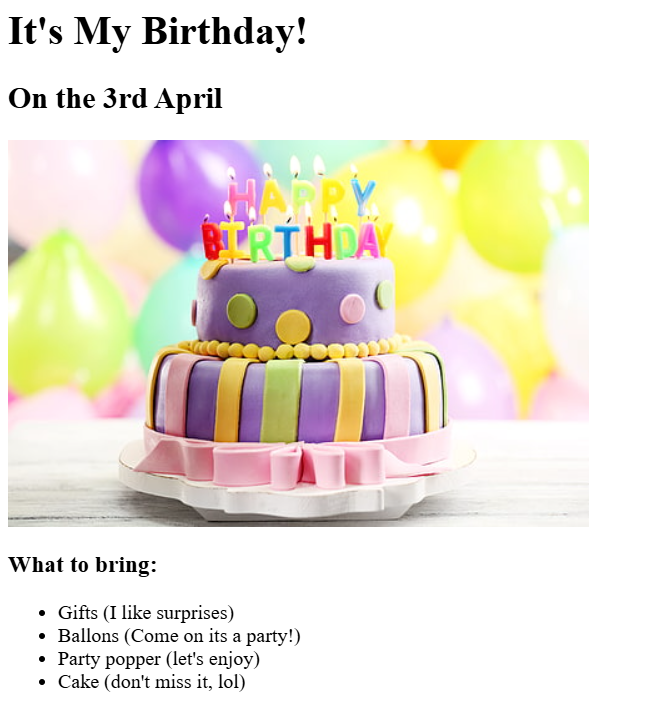 It's My Birthday!
On the 3rd April
HAPPY
BIRTHDAY
What to bring:
Gifts (I like surprises)
Ballons (Come on its a party!)
Party popper (let's enjoy)
Cake (don't miss it, lol)